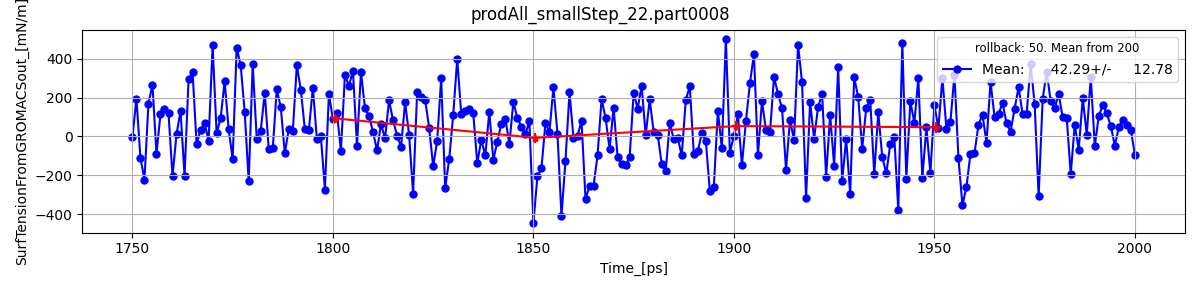 prodAll_smallStep_22.part0008
SurfTensionFromGROMACSout_[mN/m]
400
200
0
−200
−400
rollback: 50. Mean from 200
Mean: 42.29+/- 12.78
1750
1800
1850
1900
1950
2000
Time_[ps]